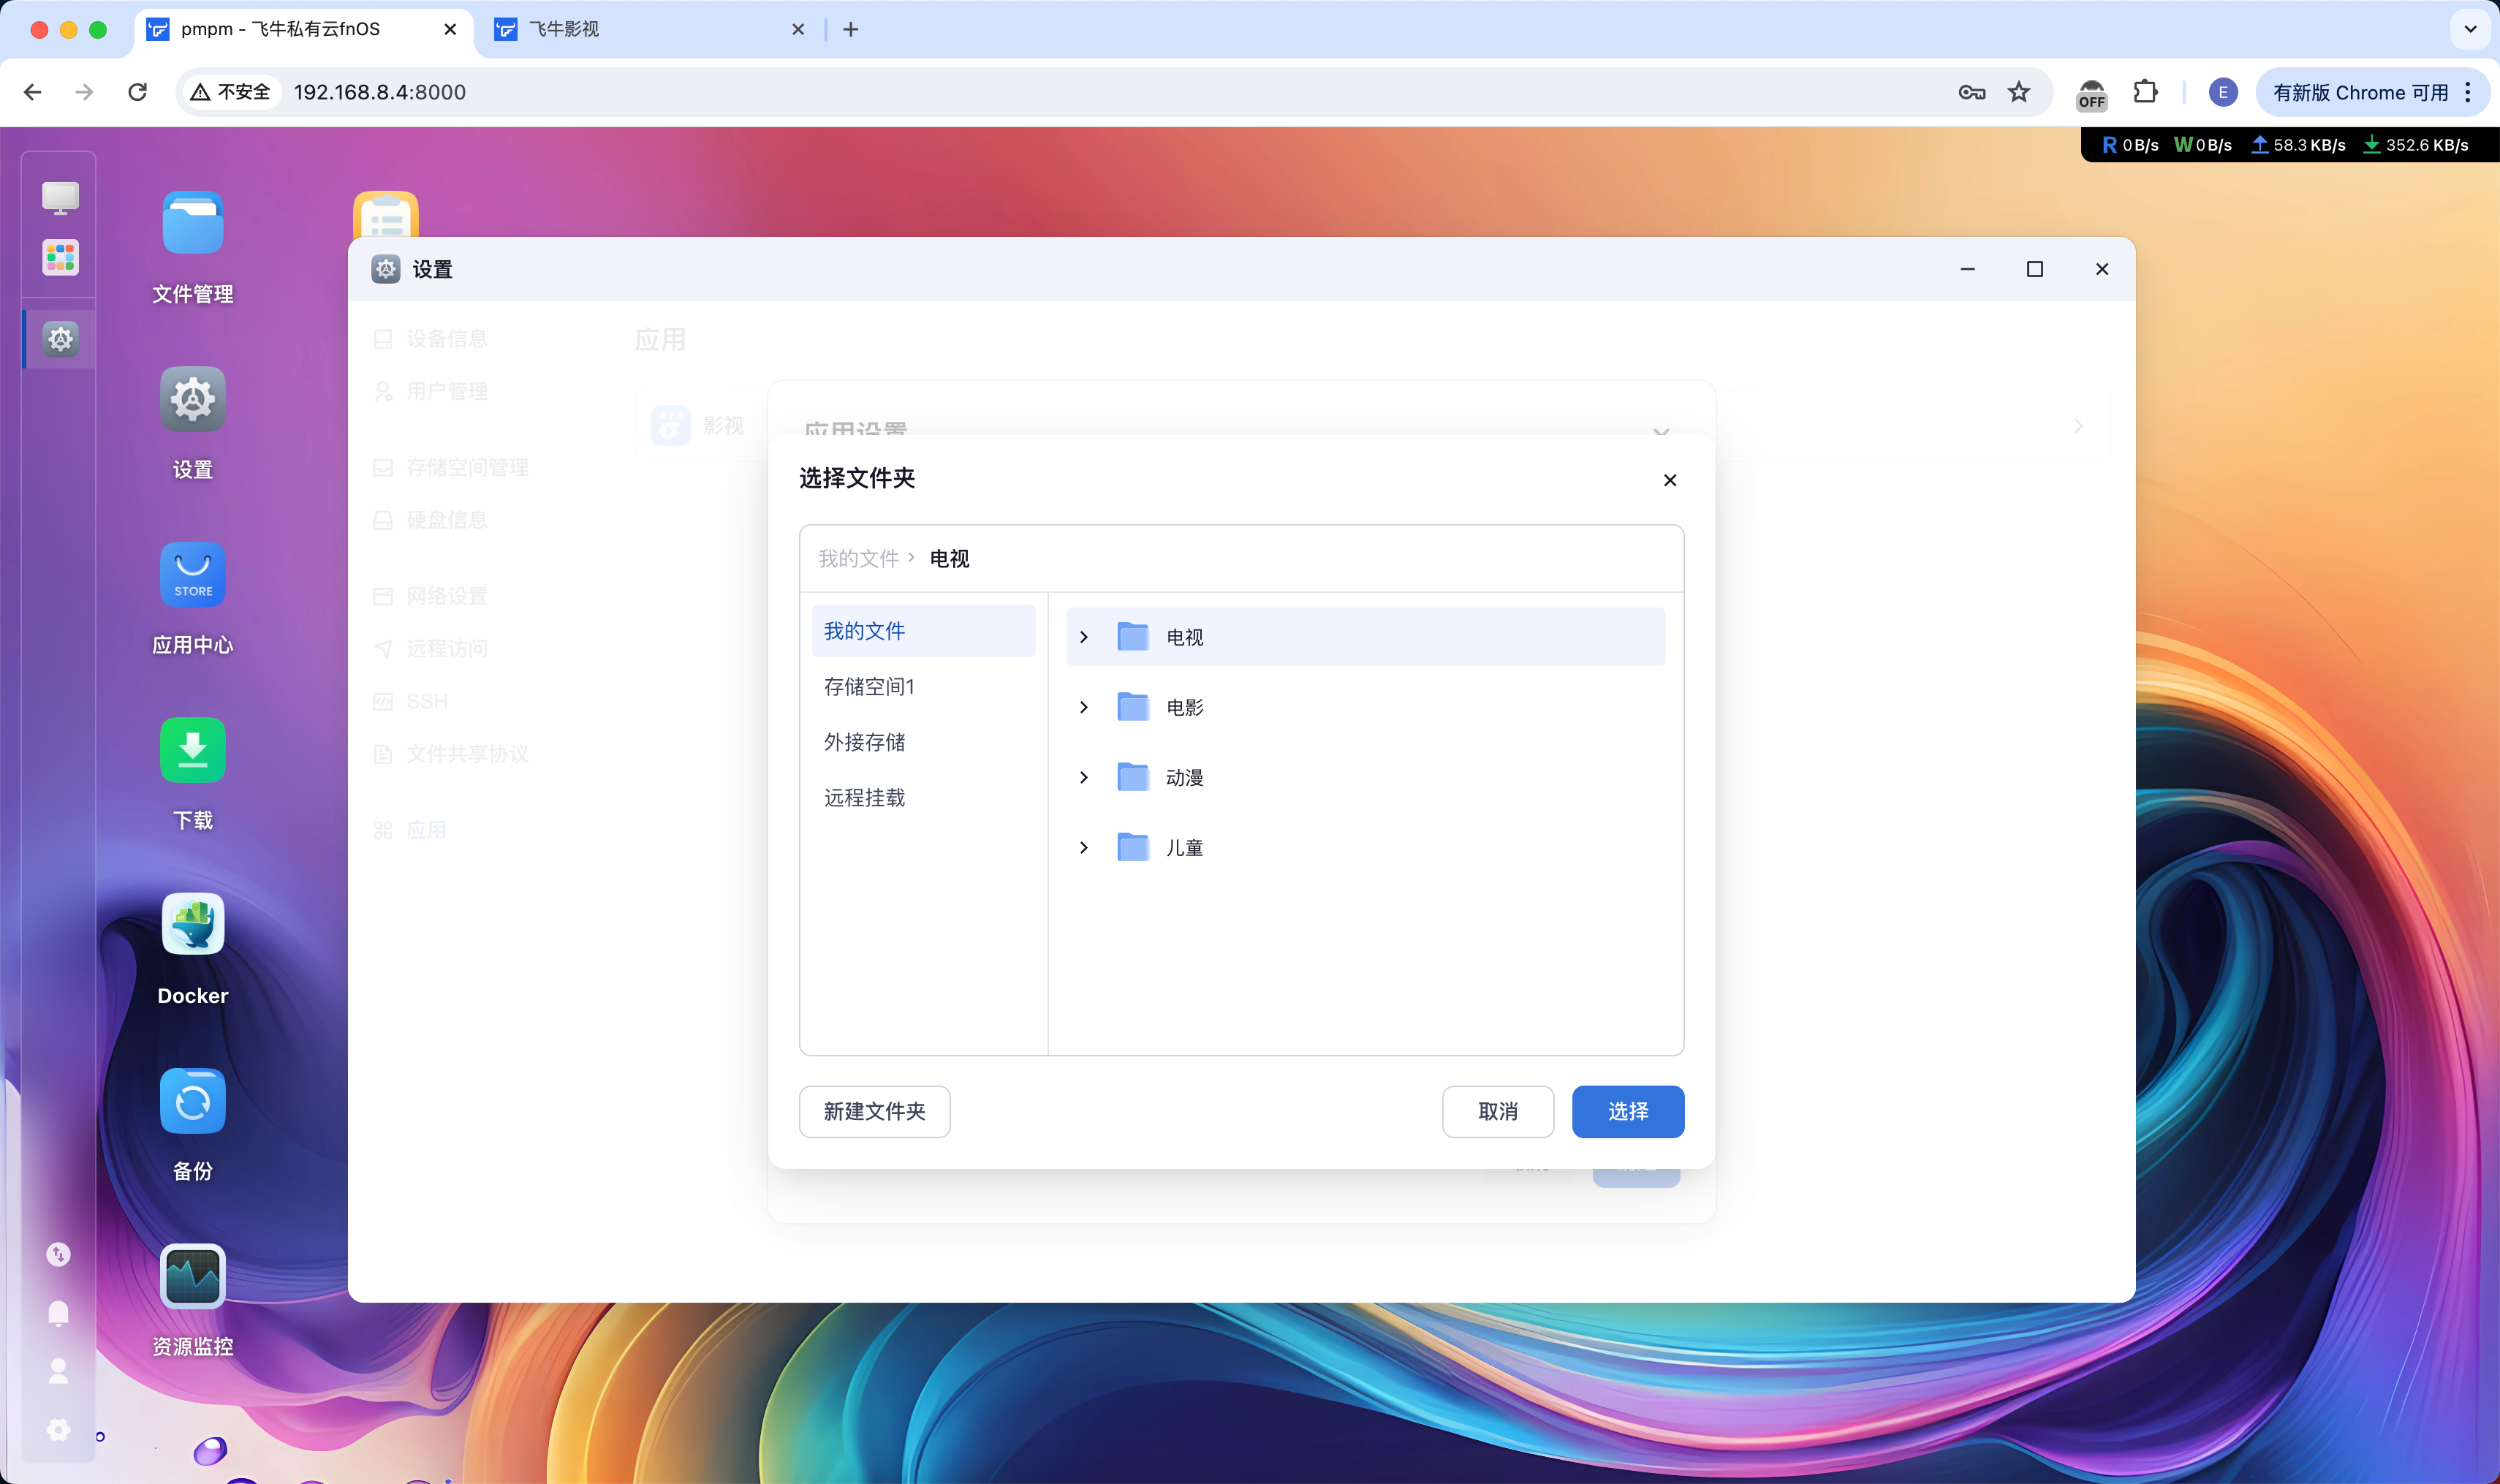 pmpm - 飞牛私有云fnOS
飞牛影视
不安全
192.168.8.4:8000
OFF
E
有新版 Chrome 可用
R 0 B/s W 0 B/s 58.3 KB/s 352.6 KB/s
文件管理
设置
STORE
应用中心
下载
Docker
备份
资源监控
设置
设备信息
用户管理
存储空间管理
硬盘信息
网络设置
远程访问
SSH
文件共享协议
应用
应用
影视
应用设置
选择文件夹
我的文件 > 电视
我的文件
存储空间1
外接存储
远程挂载
电视
电影
动漫
儿童
新建文件夹
取消
选择